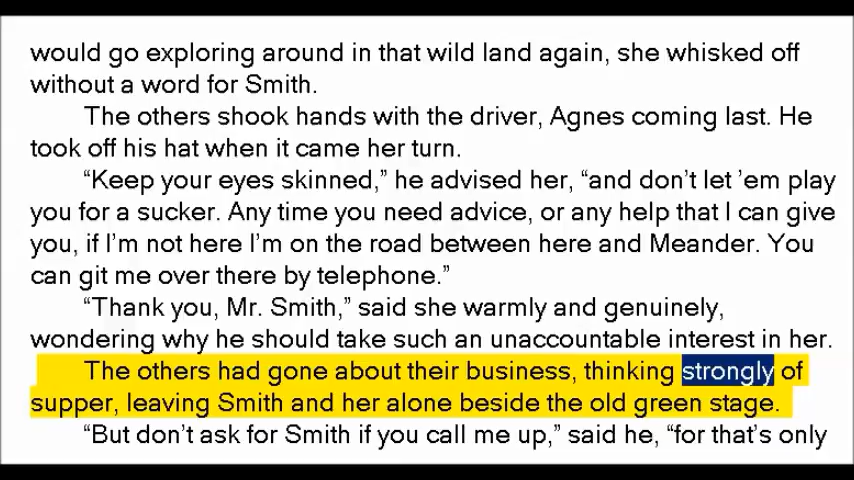 would go exploring around in that wild land again, she whisked off
without a word for Smith.
The others shook hands with the driver, Agnes coming last. He
took off his hat when it came her turn.
“Keep your eyes skinned,” he advised her, “and don’t let ’em play
you for a sucker. Any time you need advice, or any help that I can give
you, if I’m not here I’m on the road between here and Meander. You
can git me over there by telephone.”
“Thank you, Mr. Smith,” said she warmly and genuinely,
wondering why he should take such an unaccountable interest in her.
The others had gone about their business, thinking strongly of
supper, leaving Smith and her alone beside the old green stage.
“But don’t ask for Smith if you call me up,” said he, “for that’s only